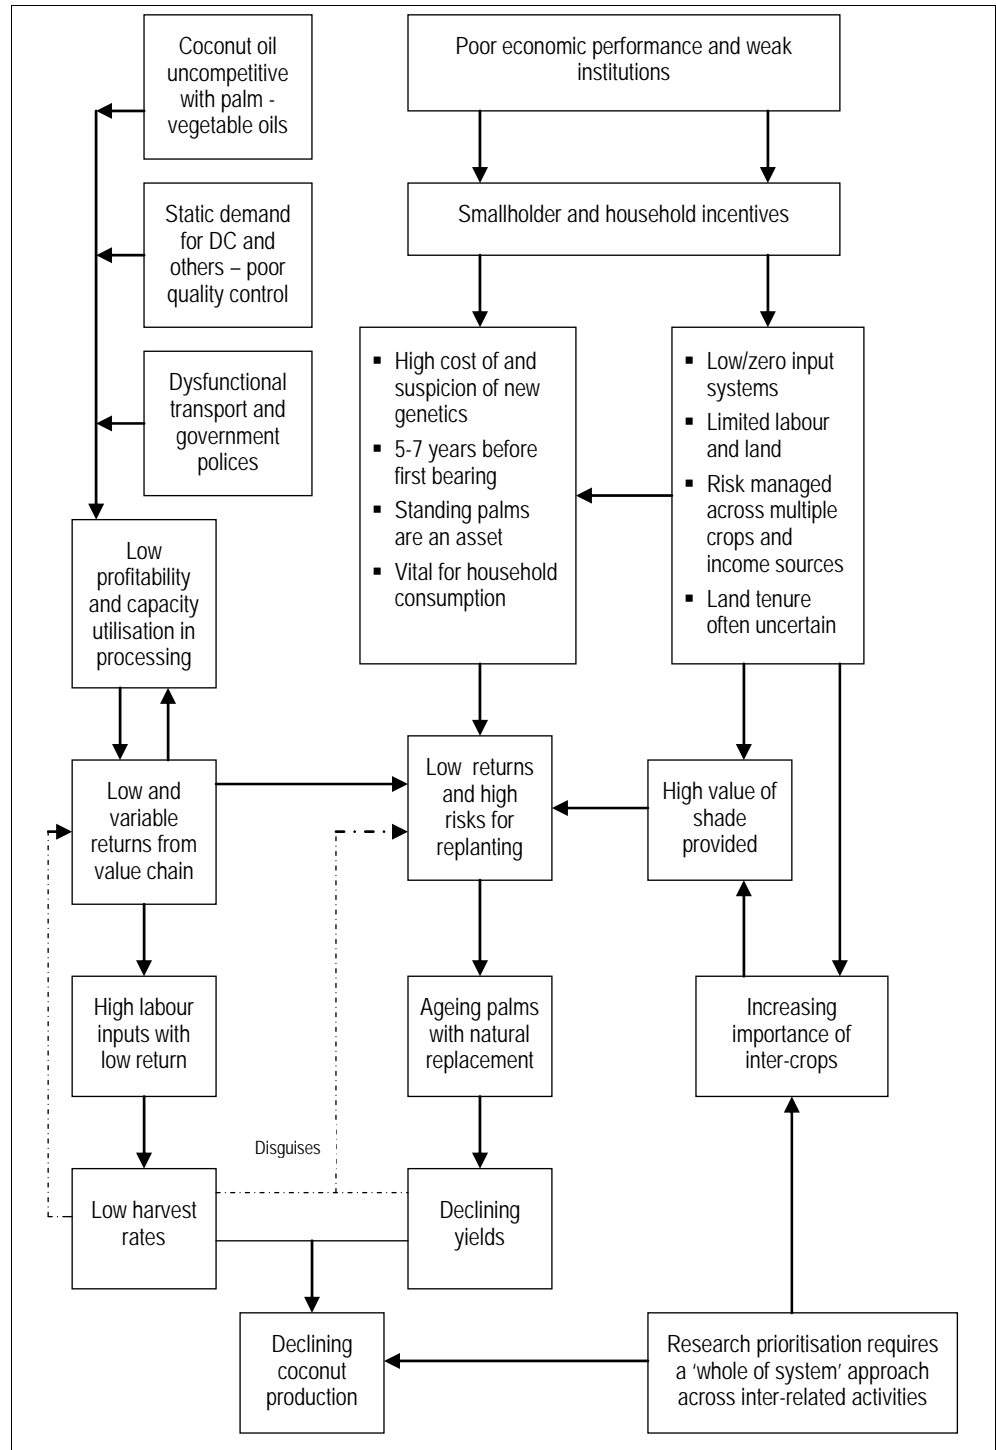 Coconut oil
uncompetitive
with palm -
vegetable oils
Poor economic performance and weak
institutions
Static demand
for DC and
others – poor
quality control
Smallholder and household incentives
Dysfunctional
transport and
government
polices
▪ High cost of and
suspicion of new
genetics
▪ 5-7 years before
first bearing
▪ Standing palms
are an asset
▪ Vital for household
consumption
▪ Low/zero input
systems
▪ Limited labour
and land
▪ Risk managed
across multiple
crops and
income sources
▪ Land tenure
often uncertain
Low
profitability
and capacity
utilisation in
processing
Low and
variable
returns from
value chain
Low returns
and high
risks for
replanting
High value of
shade
provided
High labour
inputs with
low return
Ageing palms
with natural
replacement
Increasing
importance of
inter-crops
Disguises
Low harvest
rates
Declining
yields
Declining
coconut
production
Research prioritisation requires
a ‘whole of system’ approach
across inter-related activities